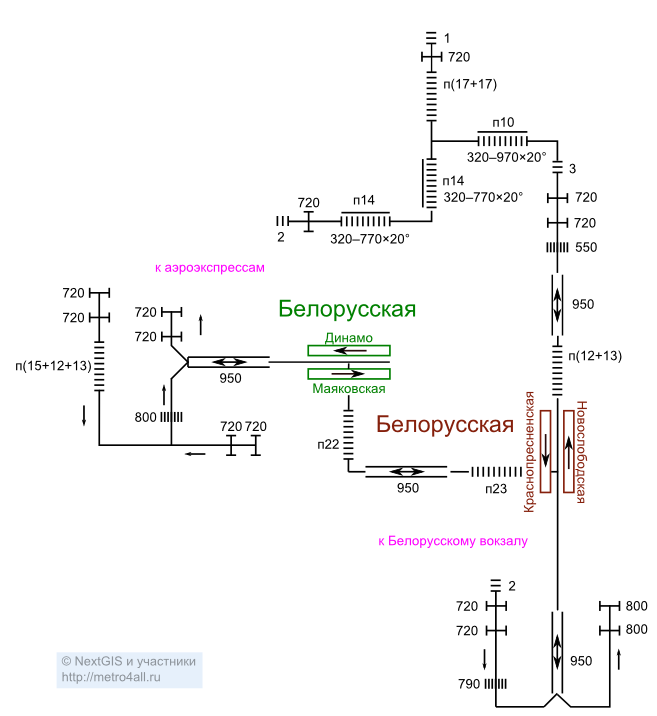 1
720
п(17+17)
п10
320–970×20°
3
п14
320–770×20°
720
п14
2
320–770×20°
720
720
550
к аэроэкспрессам
720
720
720
720
950
Белорусская
Динамо
Маяковская
950
п(15+12+13)
п(12+13)
800
720 720
п22
Белорусская
Краснопресненская
Новослободская
950
п23
к Белорусскому вокзалу
2
720
720
790
800
800
950
© NextGIS и участники
http://metro4all.ru